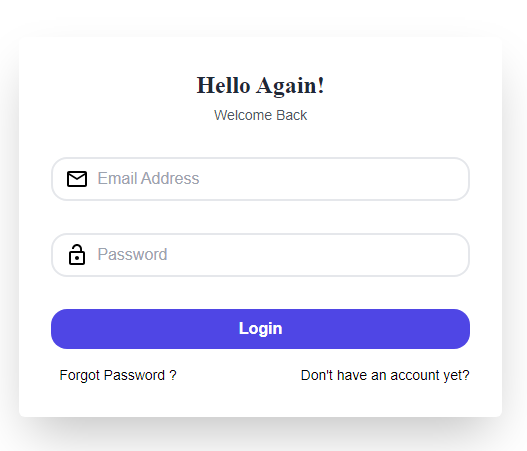 Hello Again!
Welcome Back
Email Address
Password
Login
Forgot Password ? Don't have an account yet?